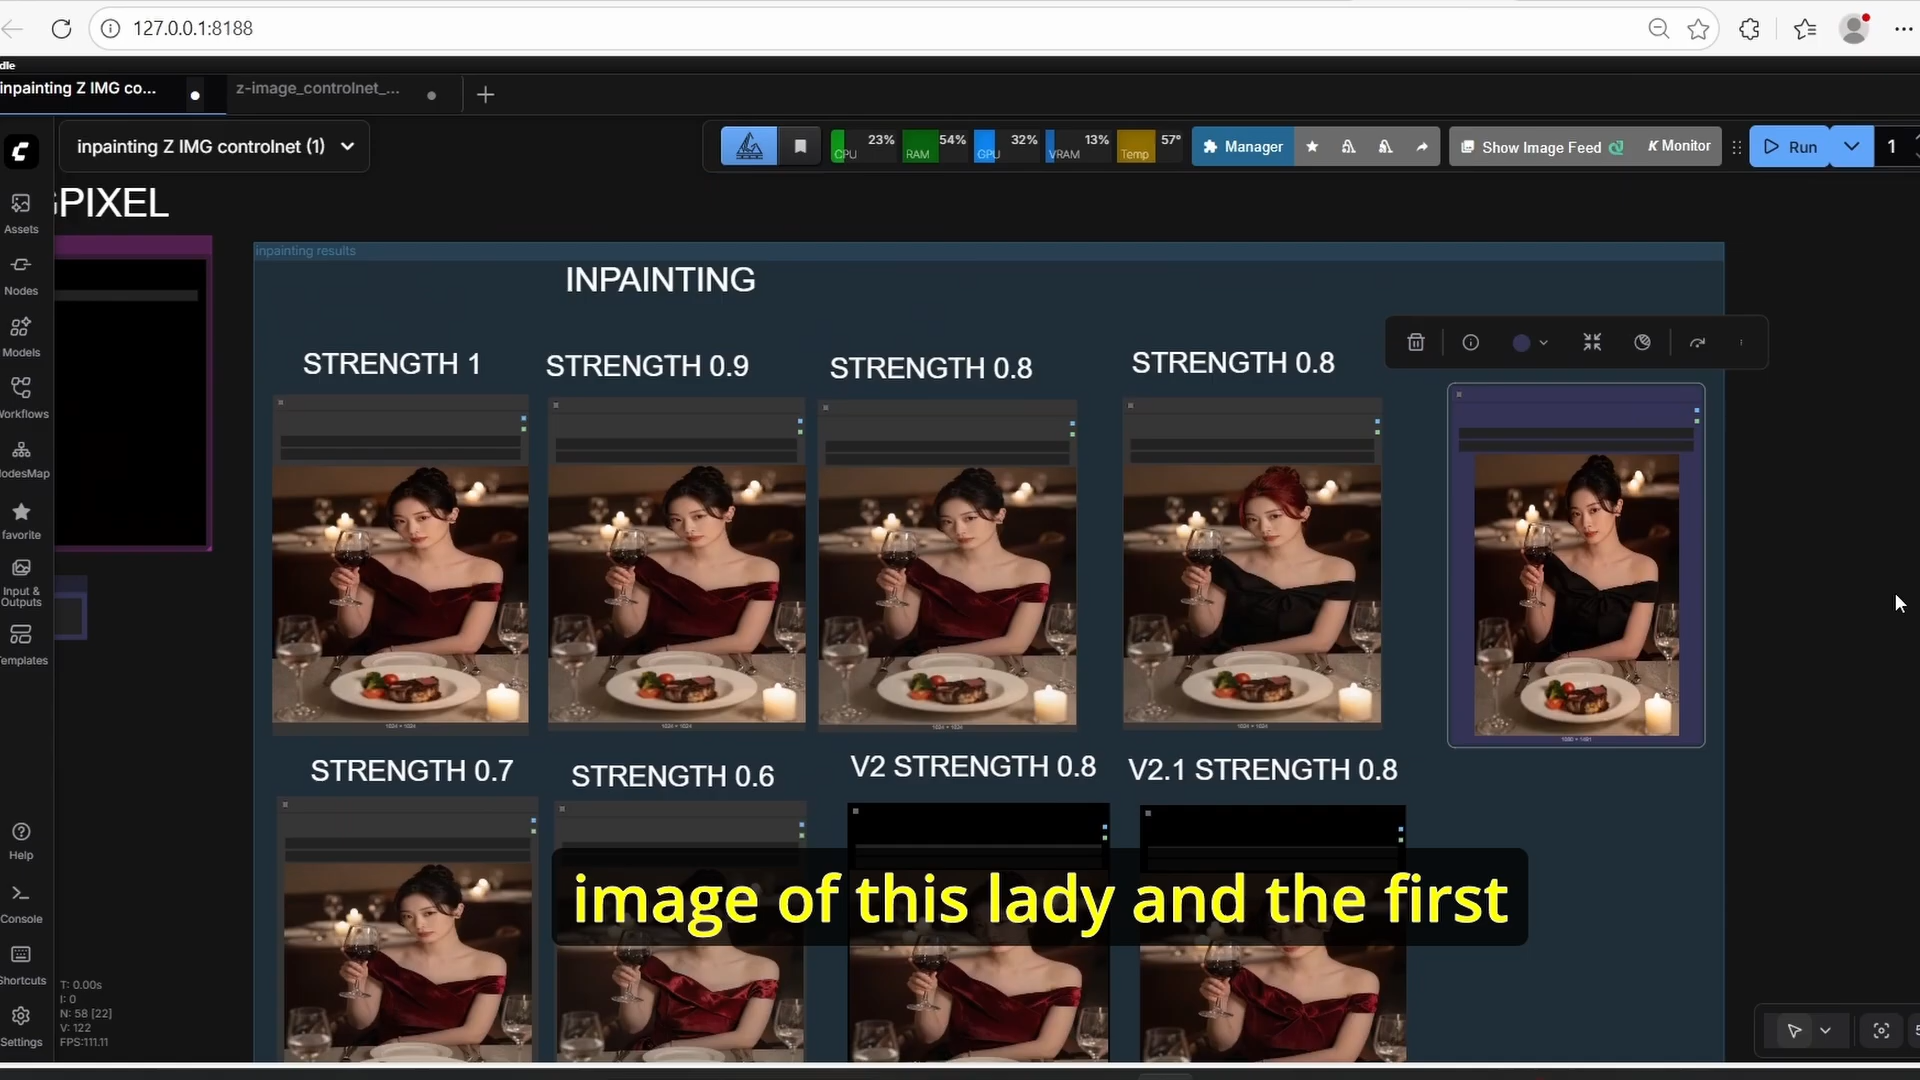 127.0.0.1:8188
dle
inpainting Z IMG co...
z-image_controlnet_...
inpainting Z IMG controlnet (1)
CPU 23%
RAM 54%
GPU 32%
VRAM 13%
Temp 57°
Manager
Show Image Feed
K Monitor
Run
1
GPIXEL
Assets
Nodes
Models
Workflows
NodesMap
favorite
Input &
Outputs
Templates
Help
Console
Shortcuts
Settings
inpainting results
INPAINTING
STRENGTH 1
STRENGTH 0.9
STRENGTH 0.8
STRENGTH 0.8
STRENGTH 0.7
STRENGTH 0.6
V2 STRENGTH 0.8
V2.1 STRENGTH 0.8
image of this lady and the first
T: 0.00s
I: 0
N: 58 [22]
V: 122
FPS:111.11